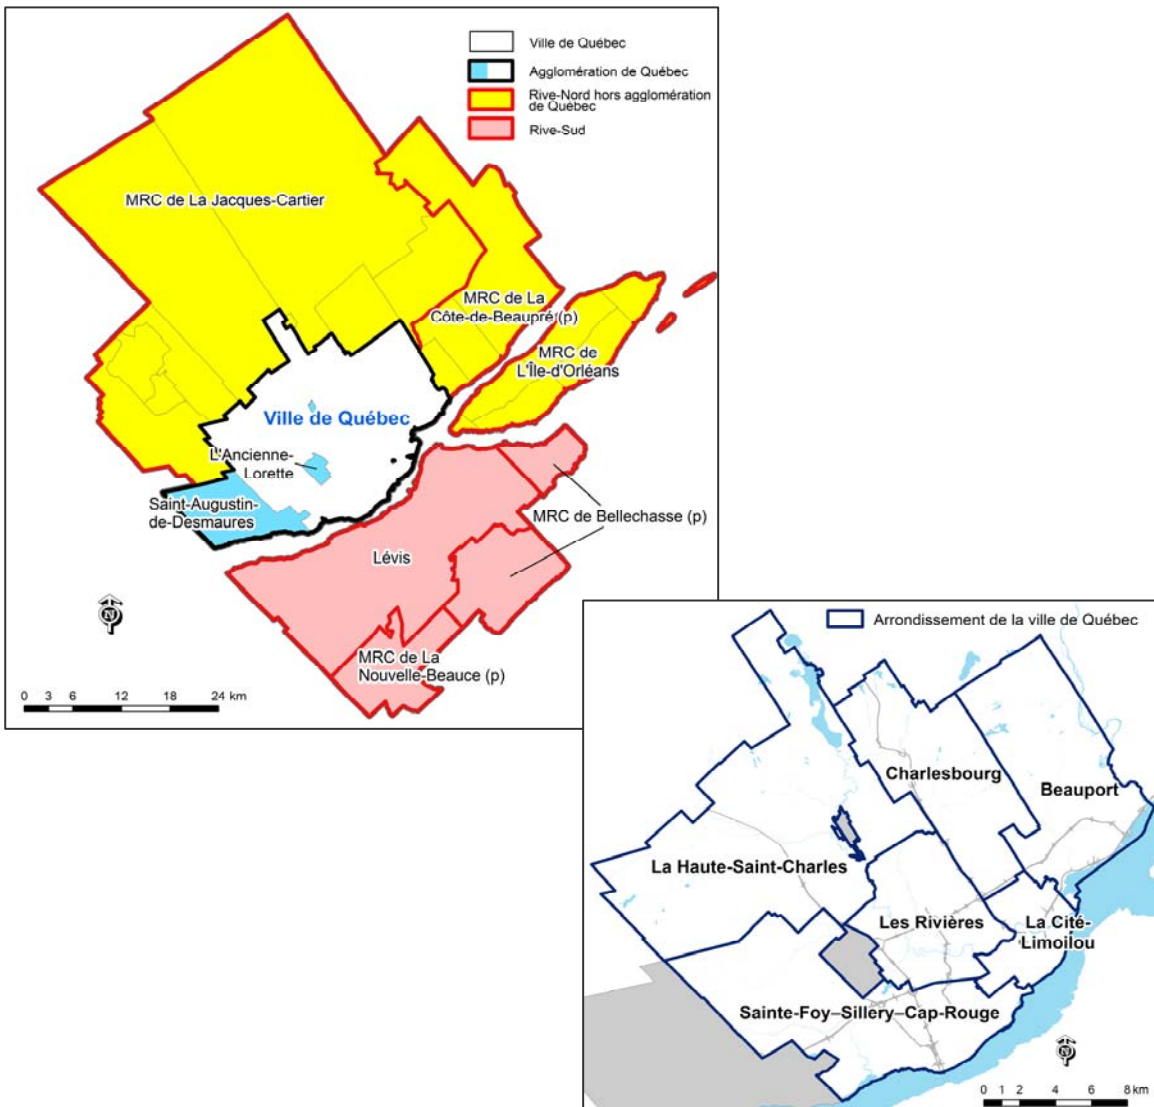 Ville de Québec
Agglomération de Québec
Rive-Nord hors agglomération
de Québec
Rive-Sud
MRC de La Jacques-Cartier
MRC de La
Côte-de-Beaupré (p)
MRC de
L'Île-d'Orléans
Ville de Québec
L'Ancienne-
Lorette
Saint-Augustin-
de-Desmaures
MRC de Bellechasse (p)
Lévis
MRC de La
Nouvelle-Beauce (p)
N
0 3 6 12 18 24 km
Arrondissement de la ville de Québec
Charlesbourg
Beauport
La Haute-Saint-Charles
Les Rivières
La Cité-
Limoilou
Sainte-Foy–Sillery–Cap-Rouge
N
0 1 2 4 6 8 km